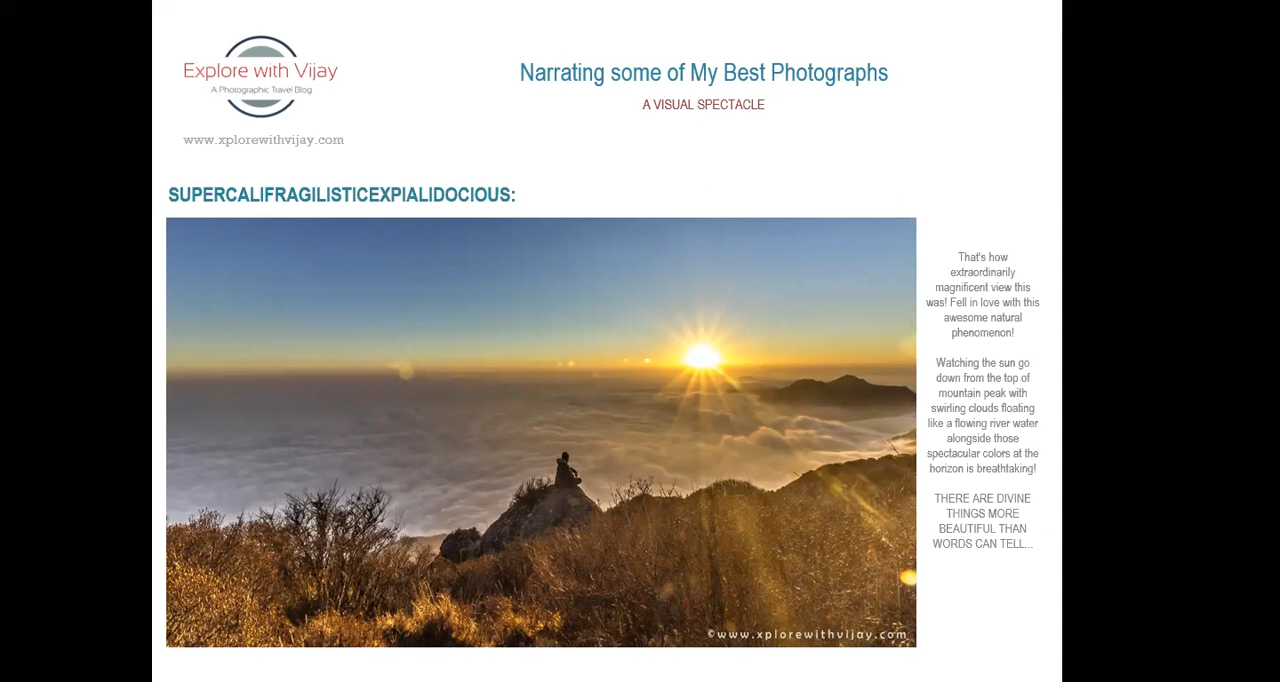 Explore with Vijay
A Photographic Travel Blog
www.xplorewithvijay.com
Narrating some of My Best Photographs
A VISUAL SPECTACLE
SUPERCALIFRAGILISTICEXPIALIDOCIOUS:
That's how
extraordinarily
magnificent view this
was! Fell in love with this
awesome natural
phenomenon!
Watching the sun go
down from the top of
mountain peak with
swirling clouds floating
like a flowing river water
alongside those
spectacular colors at the
horizon is breathtaking!
THERE ARE DIVINE
THINGS MORE
BEAUTIFUL THAN
WORDS CAN TELL...
©www.xplorewithvijay.com